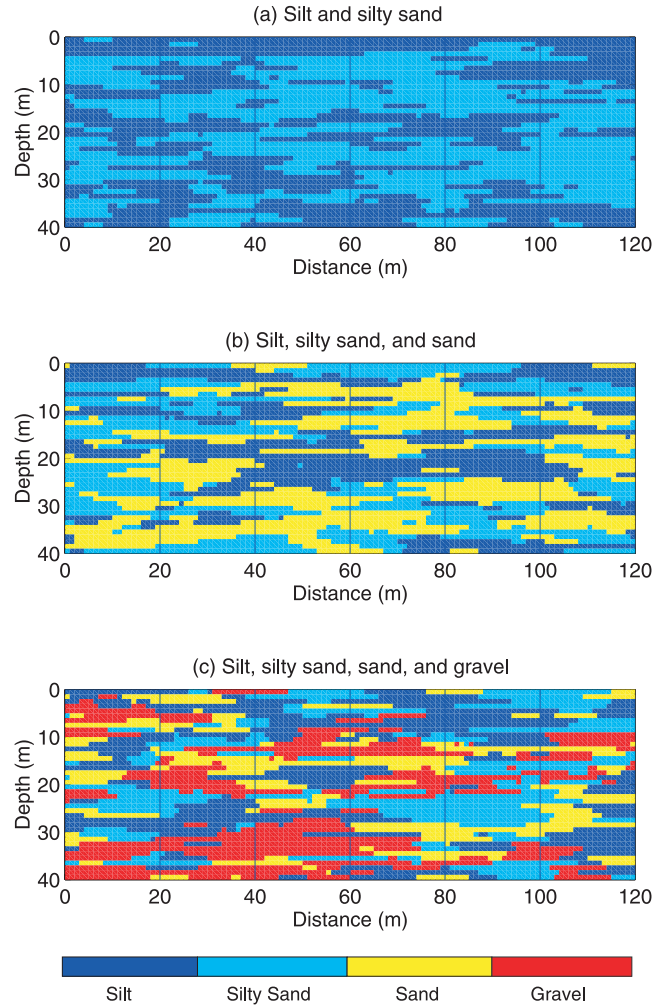 (a) Silt and silty sand
0
10
20
30
40
Depth (m)
0 20 40 60 80 100 120
Distance (m)
(b) Silt, silty sand, and sand
0
10
20
30
40
Depth (m)
0 20 40 60 80 100 120
Distance (m)
(c) Silt, silty sand, sand, and gravel
0
10
20
30
40
Depth (m)
0 20 40 60 80 100 120
Distance (m)
Silt Silty Sand Sand Gravel